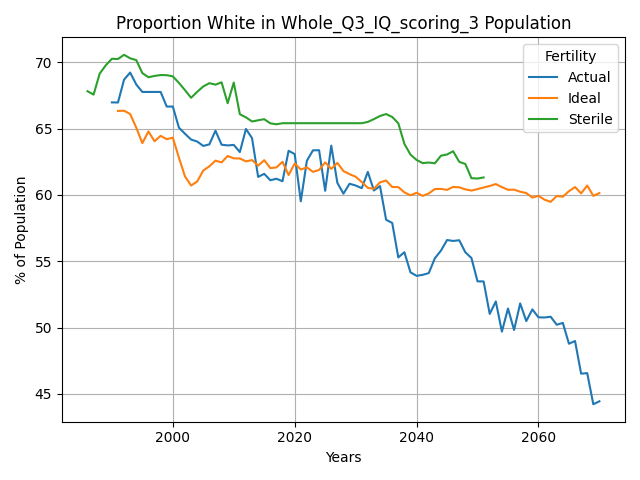 Proportion White in Whole_Q3_IQ_scoring_3 Population
Fertility
Actual
Ideal
Sterile
% of Population
70
65
60
55
50
45
2000
2020
2040
2060
Years